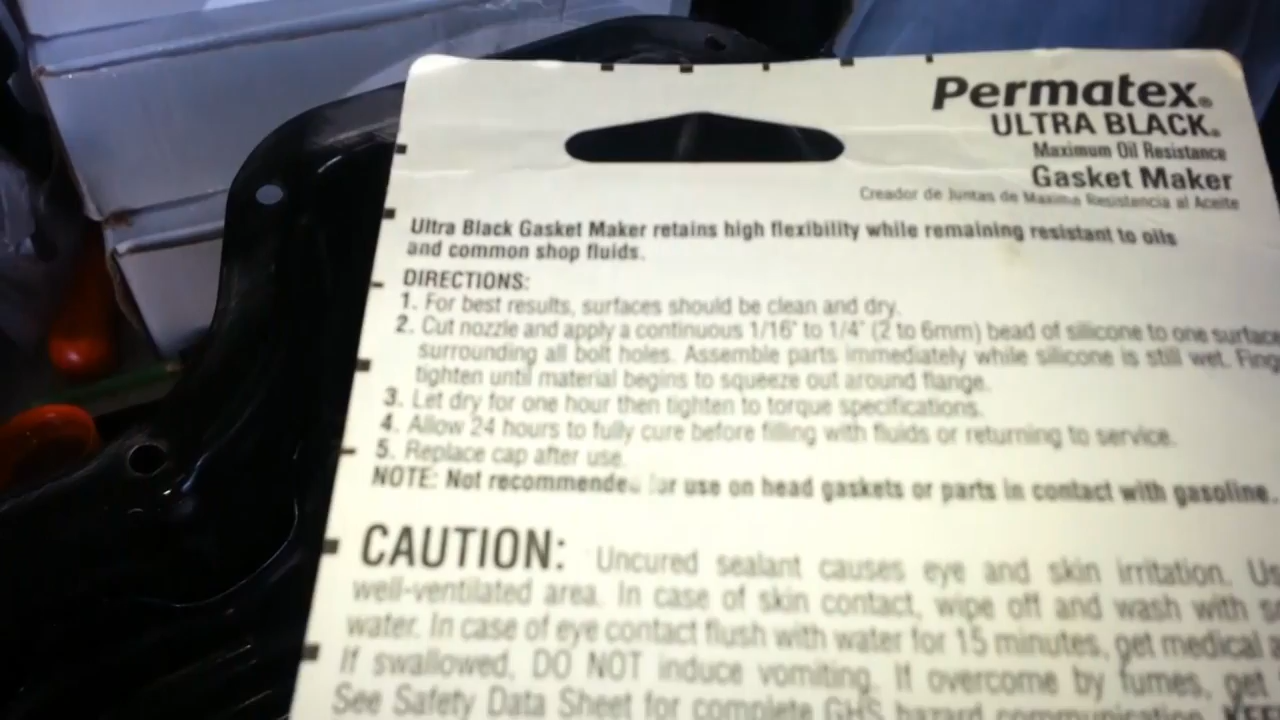 Permatex®
ULTRA BLACK®
Maximum Oil Resistance
Gasket Maker
Creador de Juntas de Maxima Resistencia al Aceite
Ultra Black Gasket Maker retains high flexibility while remaining resistant to oils
and common shop fluids.
DIRECTIONS:
1. For best results, surfaces should be clean and dry.
2. Cut nozzle and apply a continuous 1/16" to 1/4" (2 to 6mm) bead of silicone to one surface
surrounding all bolt holes. Assemble parts immediately while silicone is still wet. Fing
tighten until material begins to squeeze out around flange.
3. Let dry for one hour then tighten to torque specifications.
4. Allow 24 hours to fully cure before filling with fluids or returning to service.
5. Replace cap after use.
NOTE: Not recommended for use on head gaskets or parts in contact with gasoline.
CAUTION: Uncured sealant causes eye and skin irritation. Us
well-ventilated area. In case of skin contact, wipe off and wash with so
water. In case of eye contact flush with water for 15 minutes, get medical a
If swallowed, DO NOT induce vomiting. If overcome by fumes, get
See Safety Data Sheet for complete GHS hazard communication.